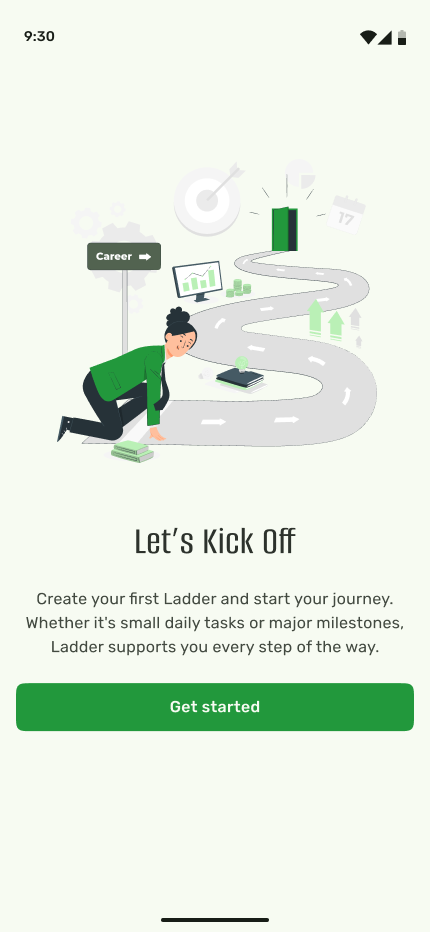 9:30
17
Career
Let's Kick Off
Create your first Ladder and start your journey.
Whether it's small daily tasks or major milestones,
Ladder supports you every step of the way.
Get started